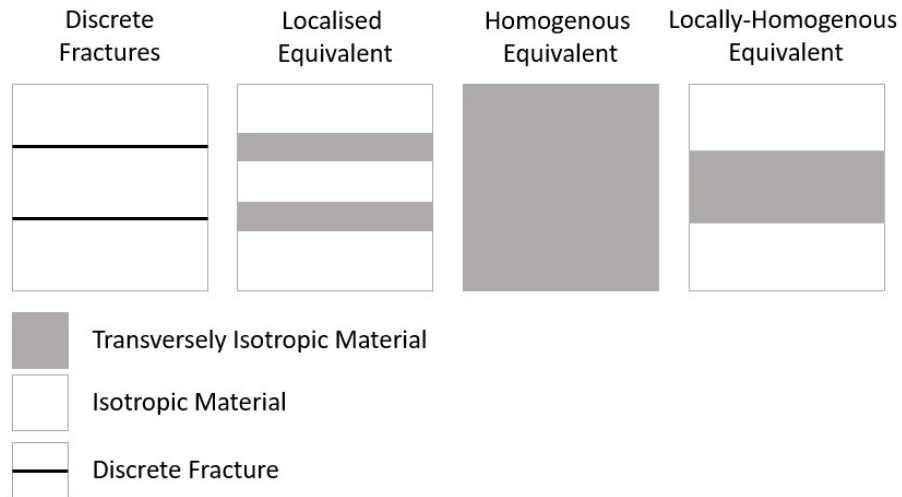 Discrete
Fractures
Localised
Equivalent
Homogenous
Equivalent
Locally-Homogenous
Equivalent
Transversely Isotropic Material
Isotropic Material
Discrete Fracture